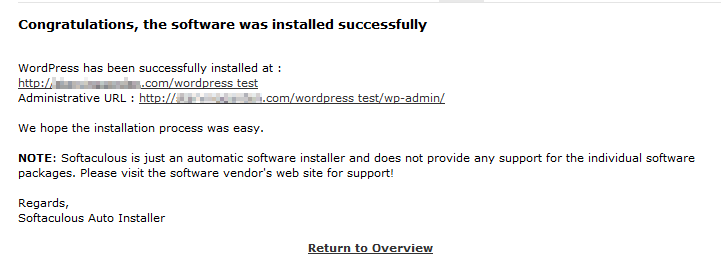 Congratulations, the software was installed successfully
WordPress has been successfully installed at :
http://.com/wordpress test
Administrative URL : http://.com/wordpress test/wp-admin/
We hope the installation process was easy.
NOTE: Softaculous is just an automatic software installer and does not provide any support for the individual software
packages. Please visit the software vendor's web site for support!
Regards,
Softaculous Auto Installer
Return to Overview